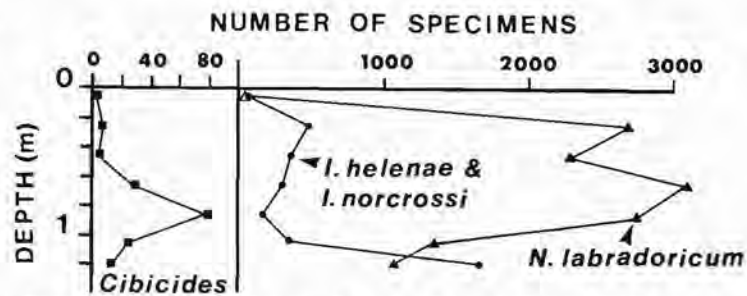 NUMBER OF SPECIMENS
0 40 80 1000 2000 3000
0
I. helenae &
I. norcrossi
1
DEPTH (m)
Cibicides
N. labradoricum